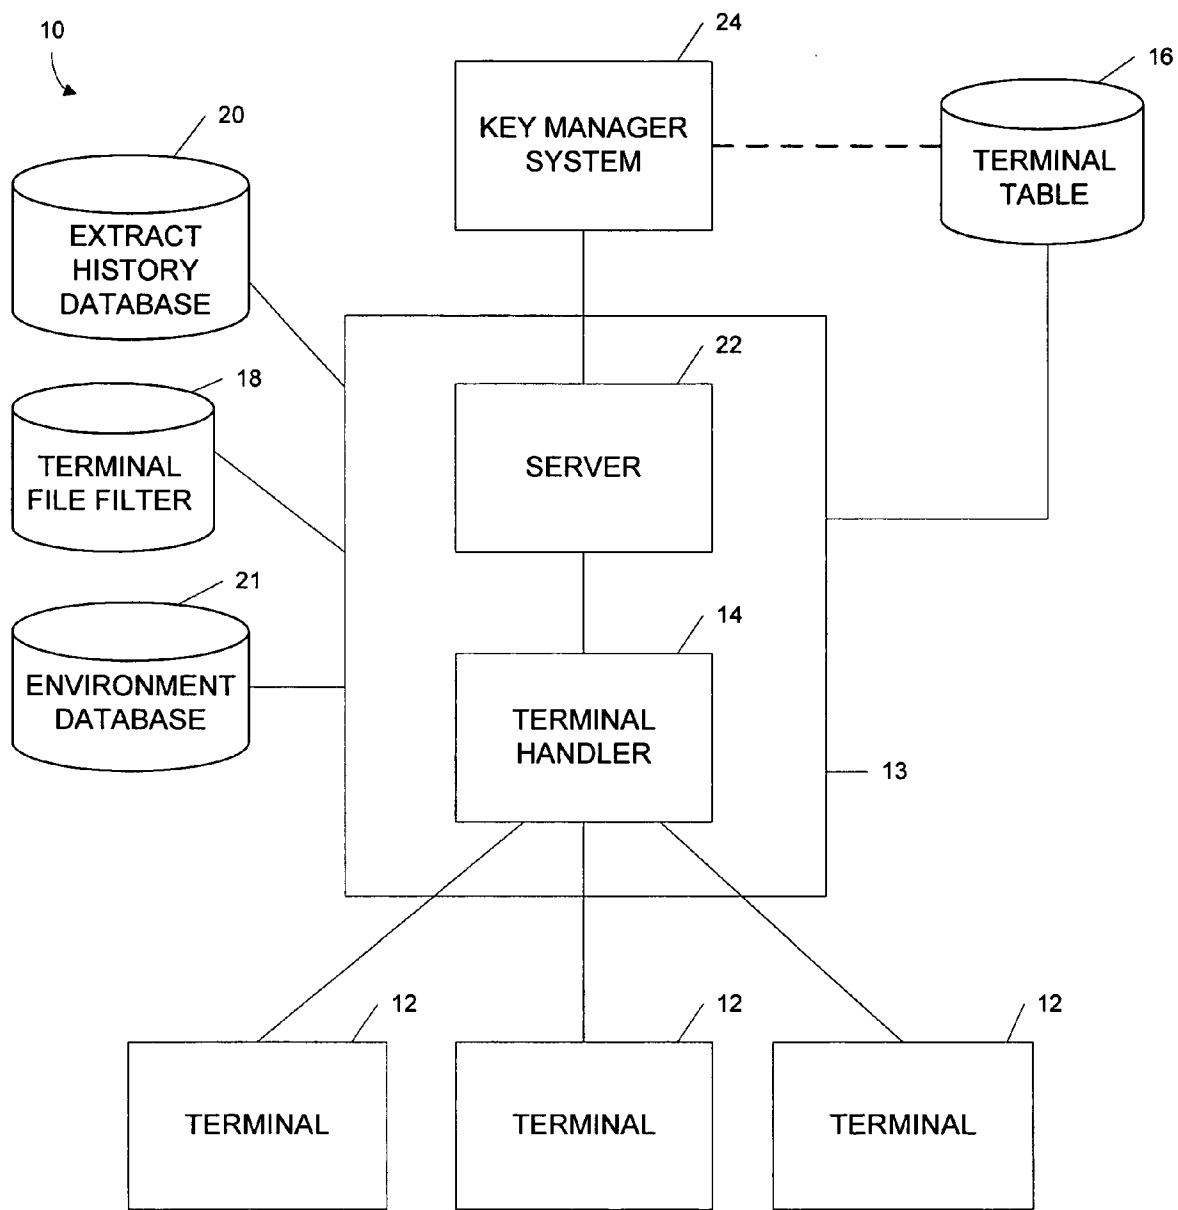 10
24
16
20
KEY MANAGER
SYSTEM
TERMINAL
TABLE
EXTRACT
HISTORY
DATABASE
22
18
SERVER
TERMINAL
FILE FILTER
21
14
ENVIRONMENT
DATABASE
TERMINAL
HANDLER
13
12
12
12
TERMINAL
TERMINAL
TERMINAL